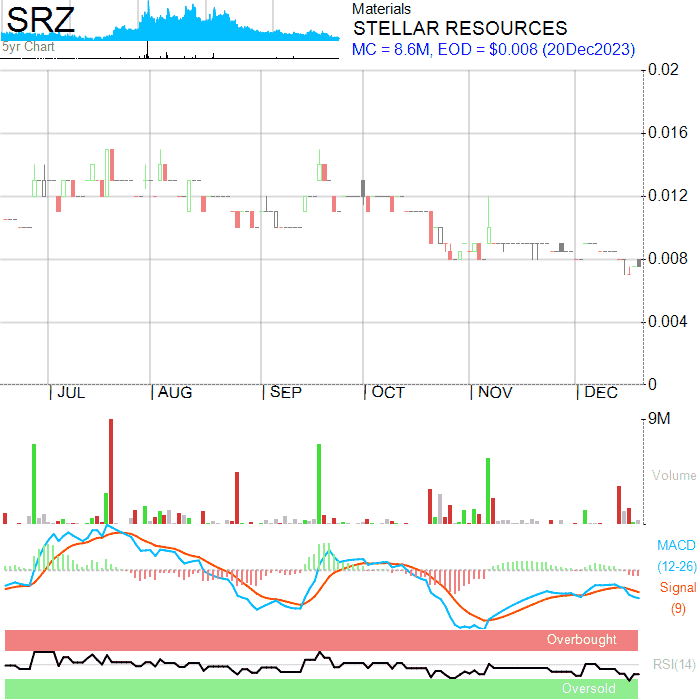 SRZ
5yr Chart
Materials
STELLAR RESOURCES
MC = 8.6M, EOD = $0.008 (20Dec2023)
0.02
0.016
0.012
0.008
0.004
0
JUL AUG SEP OCT NOV DEC
9M
Volume
MACD
(12-26)
Signal
(9)
Overbought
RSI(14)
Oversold